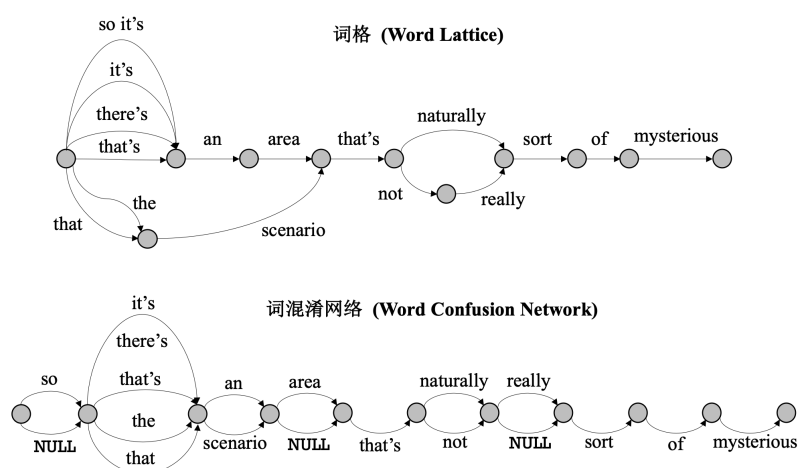 词格 (Word Lattice)
so it's
it's
there's
that's
an
area
that's
naturally
sort
of
mysterious
not
really
the
that
scenario
词混淆网络 (Word Confusion Network)
it's
there's
so
that's
an
area
naturally
really
the
NULL
that
scenario
NULL
that's
not
NULL
sort
of
mysterious